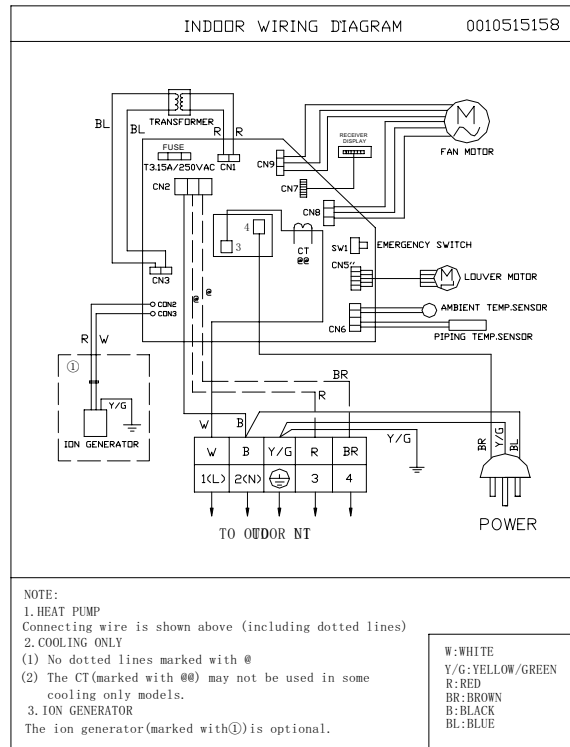 INDOOR WIRING DIAGRAM 0010515158
BL
BL
TRANSFORMER
R
R
FUSE
T3.15A/250VAC
CN1
CN2
CN9
RECEIVER
DISPLAY
FAN MOTOR
CN7
CN8
4
3
CT
@@
SW1
EMERGENCY SWITCH
CN5''
LOUVER MOTOR
CN3
@
@
CON2
CON3
AMBIENT TEMP.SENSOR
CN6
PIPING TEMP.SENSOR
R
W
①
Y/G
ION GENERATOR
BR
R
W
B
Y/G
BR
Y/G
BL
W B Y/G R BR
1(L) 2(N) 3 4
TO OUTDOOR UNIT
POWER
NOTE:
1.HEAT PUMP
Connecting wire is shown above (including dotted lines)
2.COOLING ONLY
(1) No dotted lines marked with @
(2) The CT(marked with @@) may not be used in some
cooling only models.
3.ION GENERATOR
The ion generator(marked with①)is optional.
W:WHITE
Y/G:YELLOW/GREEN
R:RED
BR:BROWN
B:BLACK
BL:BLUE